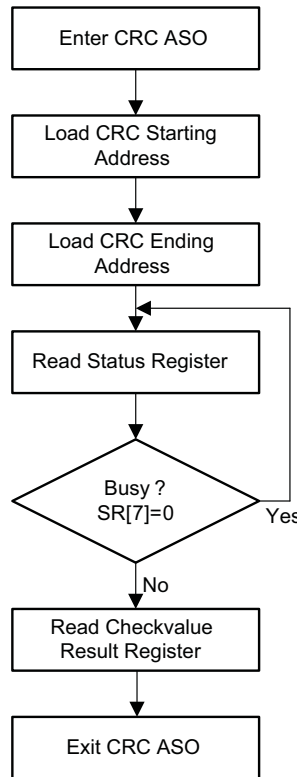 Enter CRC ASO
Load CRC Starting
Address
Load CRC Ending
Address
Read Status Register
Busy ?
SR[7]=0
Yes
No
Read Checkvalue
Result Register
Exit CRC ASO